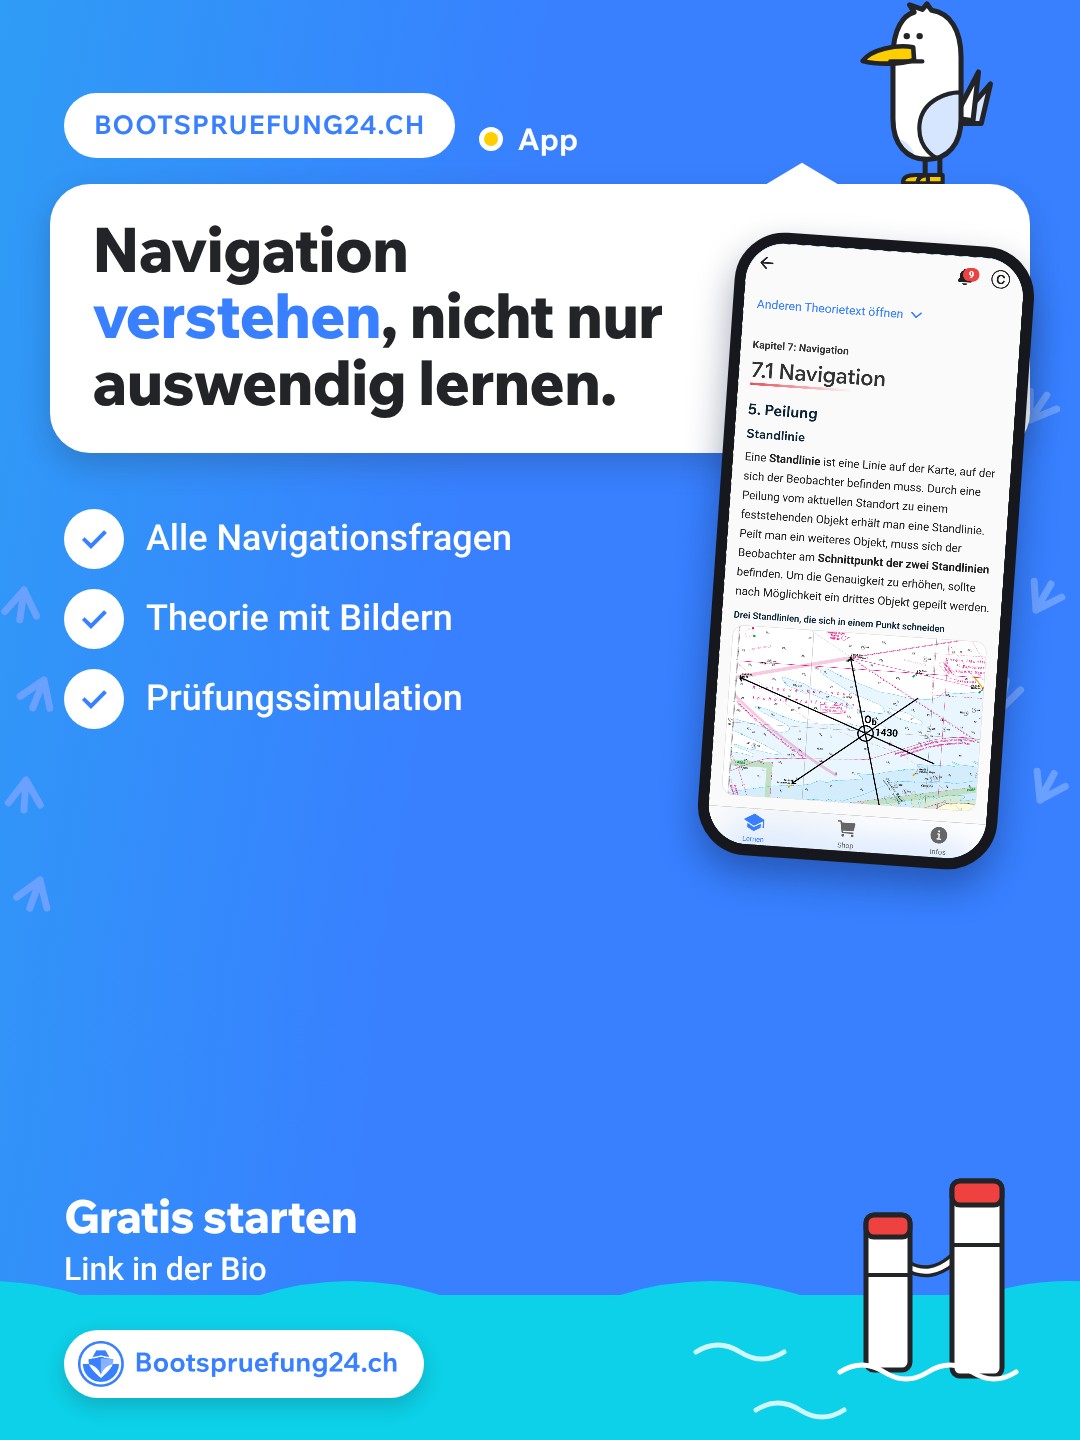 BOOTSPRUEFUNG24.CH
App
Navigation
verstehen, nicht nur
auswendig lernen.
9
C
Anderen Theorietext öffnen
Kapitel 7: Navigation
7.1 Navigation
5. Peilung
Standlinie
Eine Standlinie ist eine Linie auf der Karte, auf der
sich der Beobachter befinden muss. Durch eine
Peilung vom aktuellen Standort zu einem
feststehenden Objekt erhält man eine Standlinie.
Peilt man ein weiteres Objekt, muss sich der
Beobachter am Schnittpunkt der zwei Standlinien
befinden. Um die Genauigkeit zu erhöhen, sollte
nach Möglichkeit ein drittes Objekt gepeilt werden.
Drei Standlinien, die sich in einem Punkt schneiden
Ob
1430
Lernen
Shop
Infos
Alle Navigationsfragen
Theorie mit Bildern
Prüfungssimulation
Gratis starten
Link in der Bio
Bootspruefung24.ch